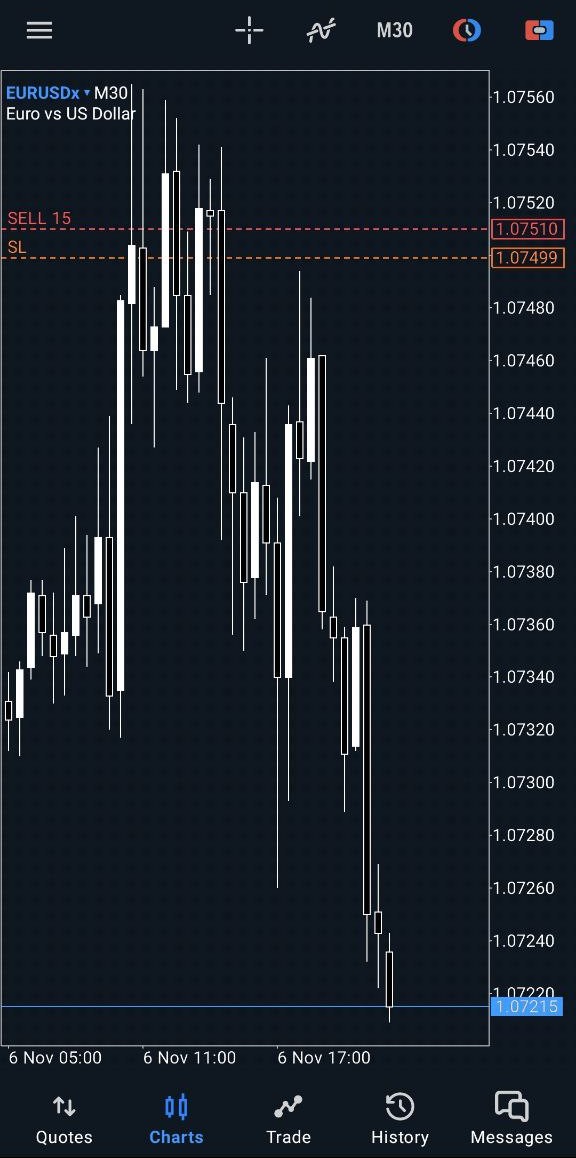 M30
EURUSDx ▾ M30
Euro vs US Dollar
SELL 15
SL
1.07560
1.07540
1.07520
1.07510
1.07499
1.07480
1.07460
1.07440
1.07420
1.07400
1.07380
1.07360
1.07340
1.07320
1.07300
1.07280
1.07260
1.07240
1.07220
1.07215
6 Nov 05:00 6 Nov 11:00 6 Nov 17:00
Quotes Charts Trade History Messages